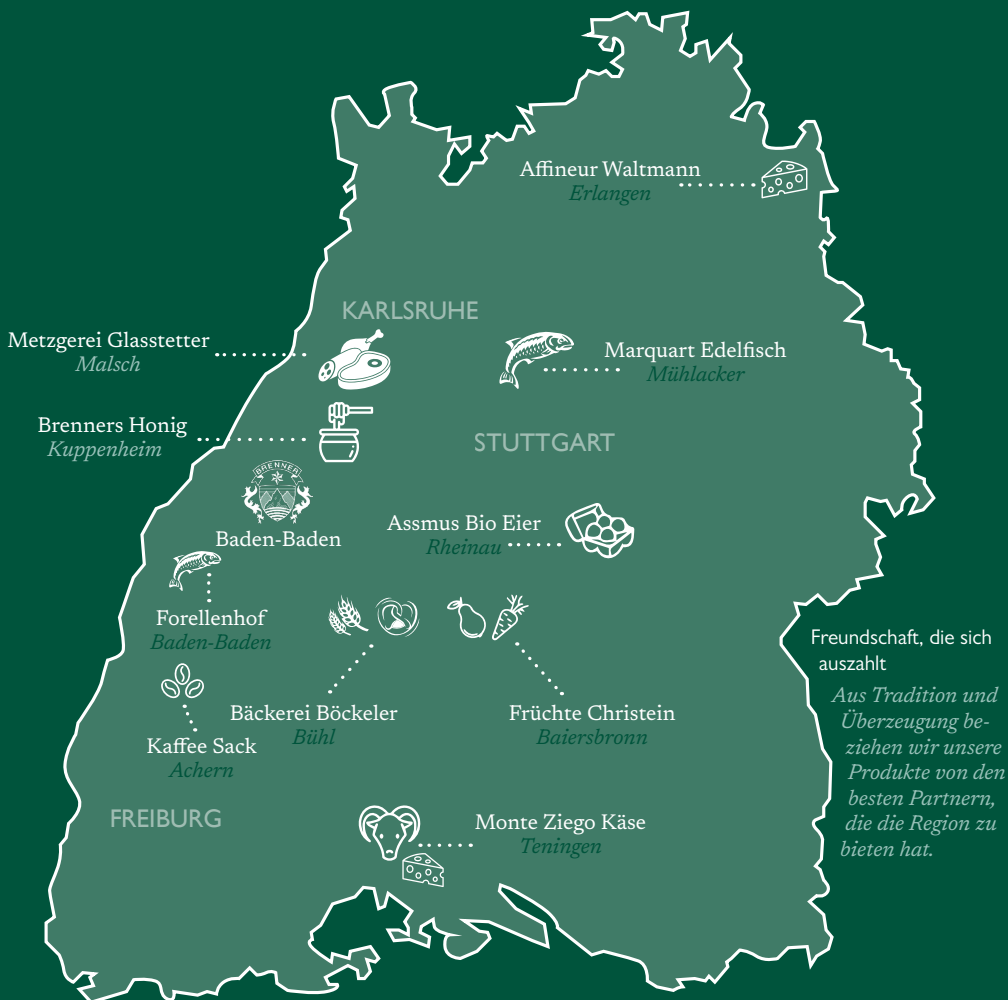 Affineur Waltmann
Erlangen
KARLSRUHE
Metzgerei Glasstetter
Malsch
Marquart Edelfisch
Mühlacker
Brenners Honig
Kuppenheim
STUTTGART
BRENNER
Baden-Baden
Assmus Bio Eier
Rheinau
Forellenhof
Baden-Baden
Freundschaft, die sich
auszahlt
Aus Tradition und
Überzeugung be-
ziehen wir unsere
Produkte von den
besten Partnern,
die die Region zu
bieten hat.
Bäckerei Böckeler
Bühl
Früchte Christein
Baiersbronn
Kaffee Sack
Achern
FREIBURG
Monte Ziego Käse
Teningen